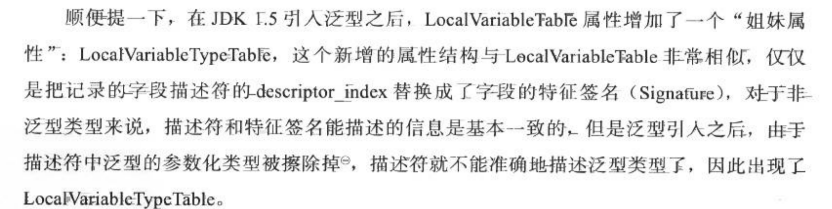 顺便提一下，在 JDK 1.5 引入泛型之后，LocalVariableTable 属性增加了一个“姐妹属
性”：LocalVariableTypeTable，这个新增的属性结构与 LocalVariableTable 非常相似，仅仅
是把记录的字段描述符的 descriptor_index 替换成了字段的特征签名（Signature），对于非
泛型类型来说，描述符和特征签名能描述的信息是基本一致的，但是泛型引入之后，由于
描述符中泛型的参数化类型被擦除掉⊖，描述符就不能准确地描述泛型类型了，因此出现了
LocalVariableTypeTable。